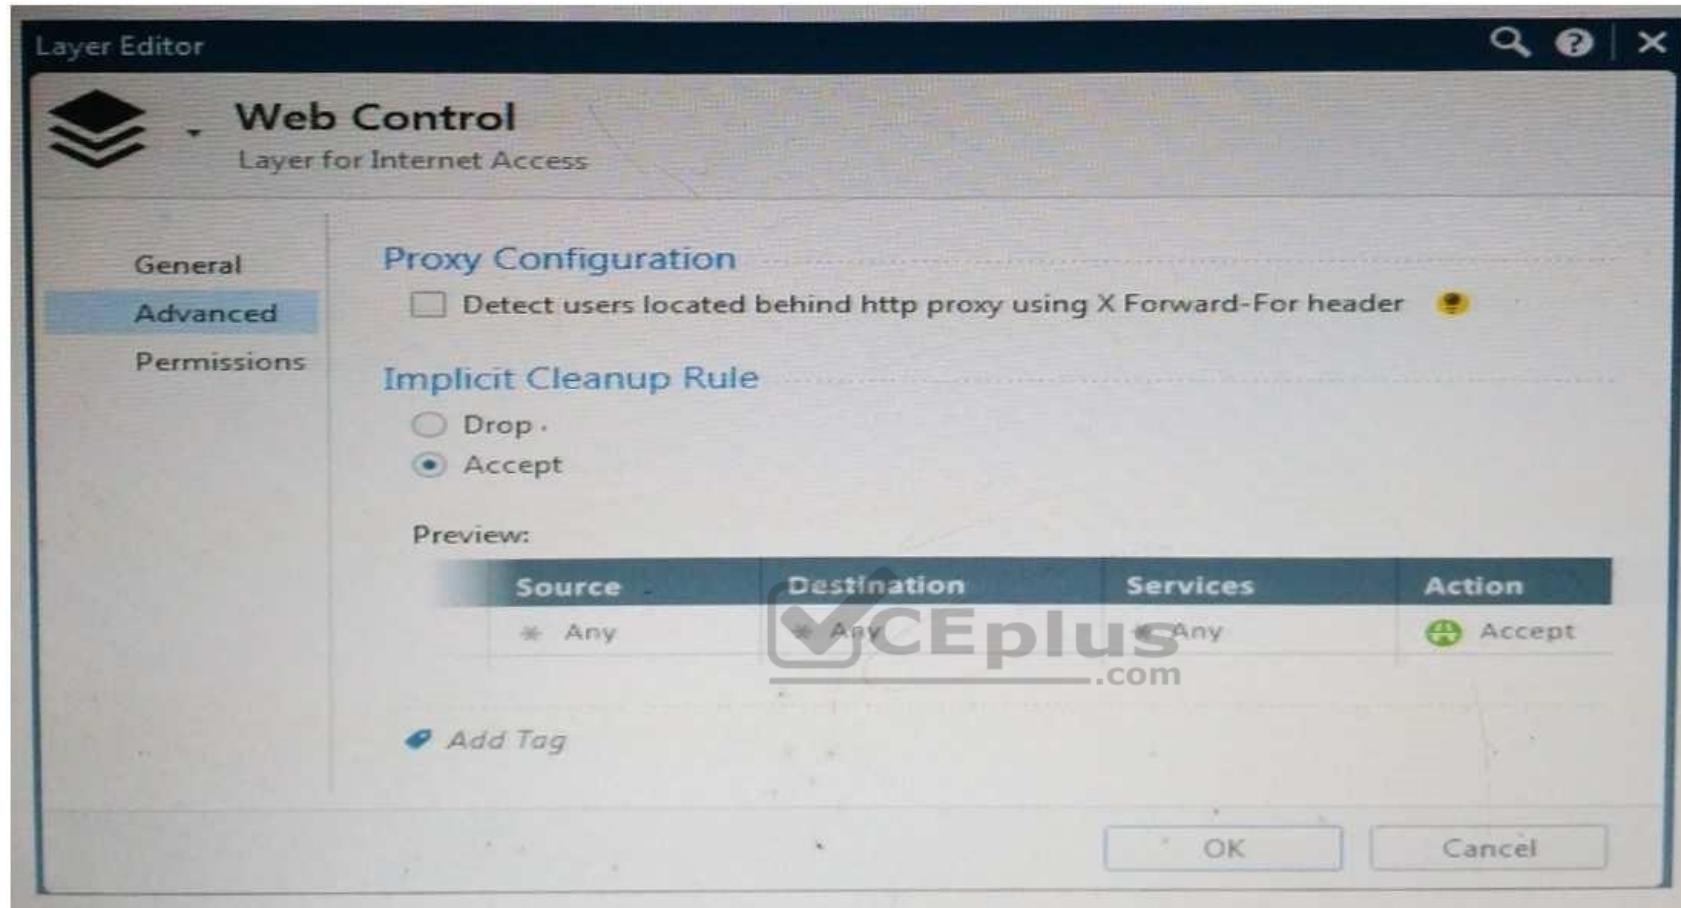 Layer Editor
Web Control
Layer for Internet Access
General
Advanced
Permissions
Proxy Configuration
Detect users located behind http proxy using X Forward-For header
Implicit Cleanup Rule
Drop
Accept
Preview:
Source Destination Services Action
Any Any Any Accept
CEplus
.com
Add Tag
OK Cancel